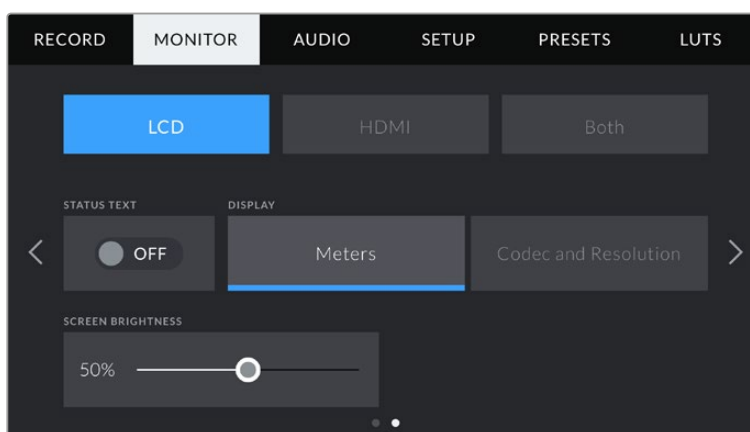 RECORD MONITOR AUDIO SETUP PRESETS LUTS
LCD HDMI Both
STATUS TEXT DISPLAY
OFF Meters Codec and Resolution
SCREEN BRIGHTNESS
50%